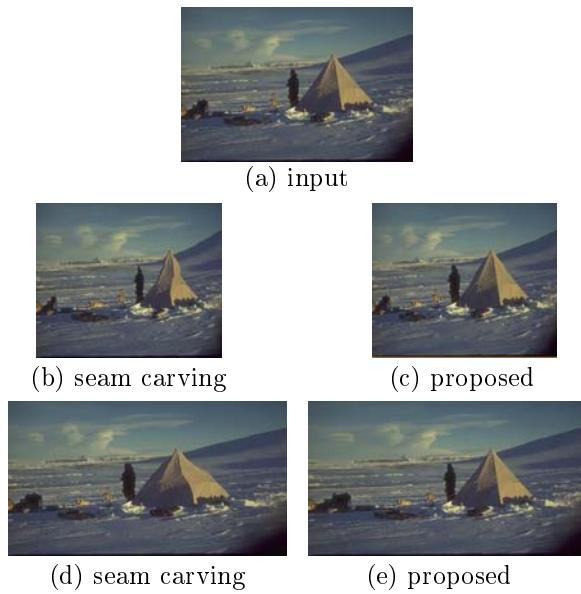 (a) input
(b) seam carving
(c) proposed
(d) seam carving
(e) proposed